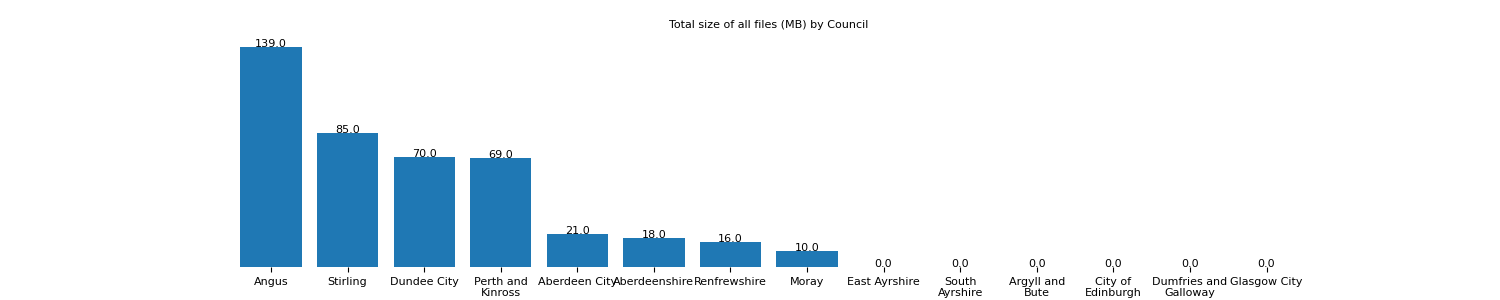 Total size of all files (MB) by Council
139.0
85.0
70.0
69.0
21.0
18.0
16.0
10.0
0.0
0.0
0.0
0.0
0.0
0.0
Angus
Stirling
Dundee City
Perth and
Kinross
Aberdeen City
Aberdeenshire
Renfrewshire
Moray
East Ayrshire
South
Ayrshire
Argyll and
Bute
City of
Edinburgh
Dumfries and
Galloway
Glasgow City